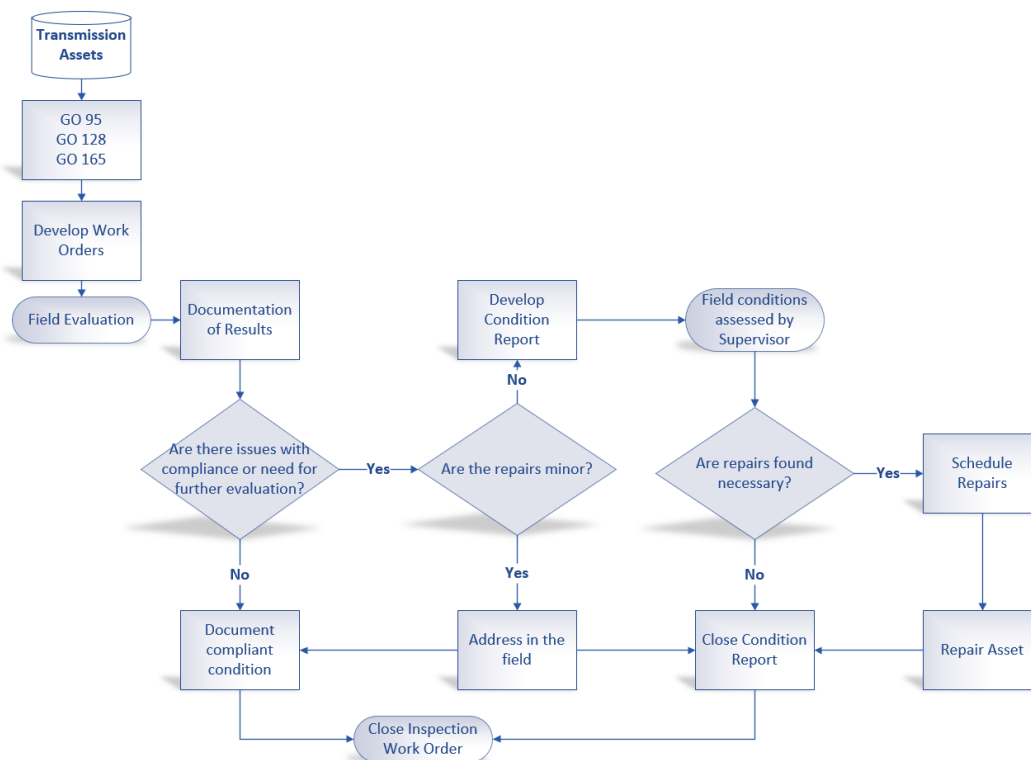 Transmission
Assets
GO 95
GO 128
GO 165
Develop Work
Orders
Field Evaluation
Documentation
of Results
Are there issues with
compliance or need for
further evaluation?
Yes
No
Are the repairs minor?
No
Yes
Develop
Condition
Report
Field conditions
assessed by
Supervisor
Are repairs found
necessary?
Yes
No
Schedule
Repairs
Document
compliant
condition
Address in the
field
Close Condition
Report
Repair Asset
Close Inspection
Work Order